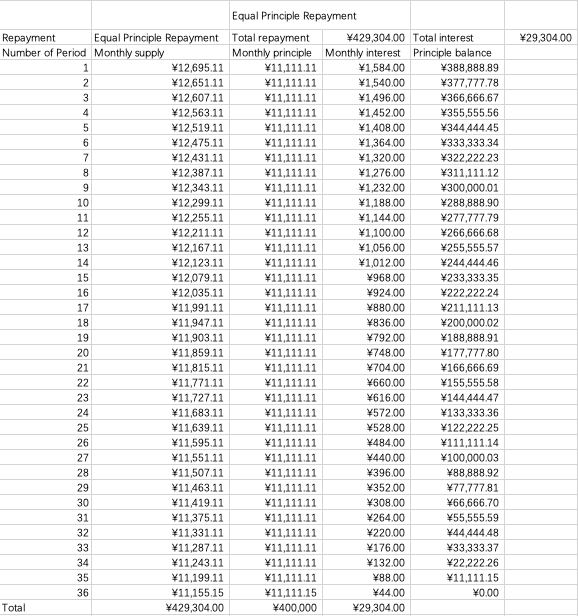 Equal Principle Repayment
Repayment Equal Principle Repayment Total repayment ¥429,304.00 Total interest ¥29,304.00
Number of Period Monthly supply Monthly principle Monthly interest Principle balance
1 ¥12,695.11 ¥11,111.11 ¥1,584.00 ¥388,888.89
2 ¥12,651.11 ¥11,111.11 ¥1,540.00 ¥377,777.78
3 ¥12,607.11 ¥11,111.11 ¥1,496.00 ¥366,666.67
4 ¥12,563.11 ¥11,111.11 ¥1,452.00 ¥355,555.56
5 ¥12,519.11 ¥11,111.11 ¥1,408.00 ¥344,444.45
6 ¥12,475.11 ¥11,111.11 ¥1,364.00 ¥333,333.34
7 ¥12,431.11 ¥11,111.11 ¥1,320.00 ¥322,222.23
8 ¥12,387.11 ¥11,111.11 ¥1,276.00 ¥311,111.12
9 ¥12,343.11 ¥11,111.11 ¥1,232.00 ¥300,000.01
10 ¥12,299.11 ¥11,111.11 ¥1,188.00 ¥288,888.90
11 ¥12,255.11 ¥11,111.11 ¥1,144.00 ¥277,777.79
12 ¥12,211.11 ¥11,111.11 ¥1,100.00 ¥266,666.68
13 ¥12,167.11 ¥11,111.11 ¥1,056.00 ¥255,555.57
14 ¥12,123.11 ¥11,111.11 ¥1,012.00 ¥244,444.46
15 ¥12,079.11 ¥11,111.11 ¥968.00 ¥233,333.35
16 ¥12,035.11 ¥11,111.11 ¥924.00 ¥222,222.24
17 ¥11,991.11 ¥11,111.11 ¥880.00 ¥211,111.13
18 ¥11,947.11 ¥11,111.11 ¥836.00 ¥200,000.02
19 ¥11,903.11 ¥11,111.11 ¥792.00 ¥188,888.91
20 ¥11,859.11 ¥11,111.11 ¥748.00 ¥177,777.80
21 ¥11,815.11 ¥11,111.11 ¥704.00 ¥166,666.69
22 ¥11,771.11 ¥11,111.11 ¥660.00 ¥155,555.58
23 ¥11,727.11 ¥11,111.11 ¥616.00 ¥144,444.47
24 ¥11,683.11 ¥11,111.11 ¥572.00 ¥133,333.36
25 ¥11,639.11 ¥11,111.11 ¥528.00 ¥122,222.25
26 ¥11,595.11 ¥11,111.11 ¥484.00 ¥111,111.14
27 ¥11,551.11 ¥11,111.11 ¥440.00 ¥100,000.03
28 ¥11,507.11 ¥11,111.11 ¥396.00 ¥88,888.92
29 ¥11,463.11 ¥11,111.11 ¥352.00 ¥77,777.81
30 ¥11,419.11 ¥11,111.11 ¥308.00 ¥66,666.70
31 ¥11,375.11 ¥11,111.11 ¥264.00 ¥55,555.59
32 ¥11,331.11 ¥11,111.11 ¥220.00 ¥44,444.48
33 ¥11,287.11 ¥11,111.11 ¥176.00 ¥33,333.37
34 ¥11,243.11 ¥11,111.11 ¥132.00 ¥22,222.26
35 ¥11,199.11 ¥11,111.11 ¥88.00 ¥11,111.15
36 ¥11,155.15 ¥11,111.15 ¥44.00 ¥0.00
Total ¥429,304.00 ¥400,000 ¥29,304.00